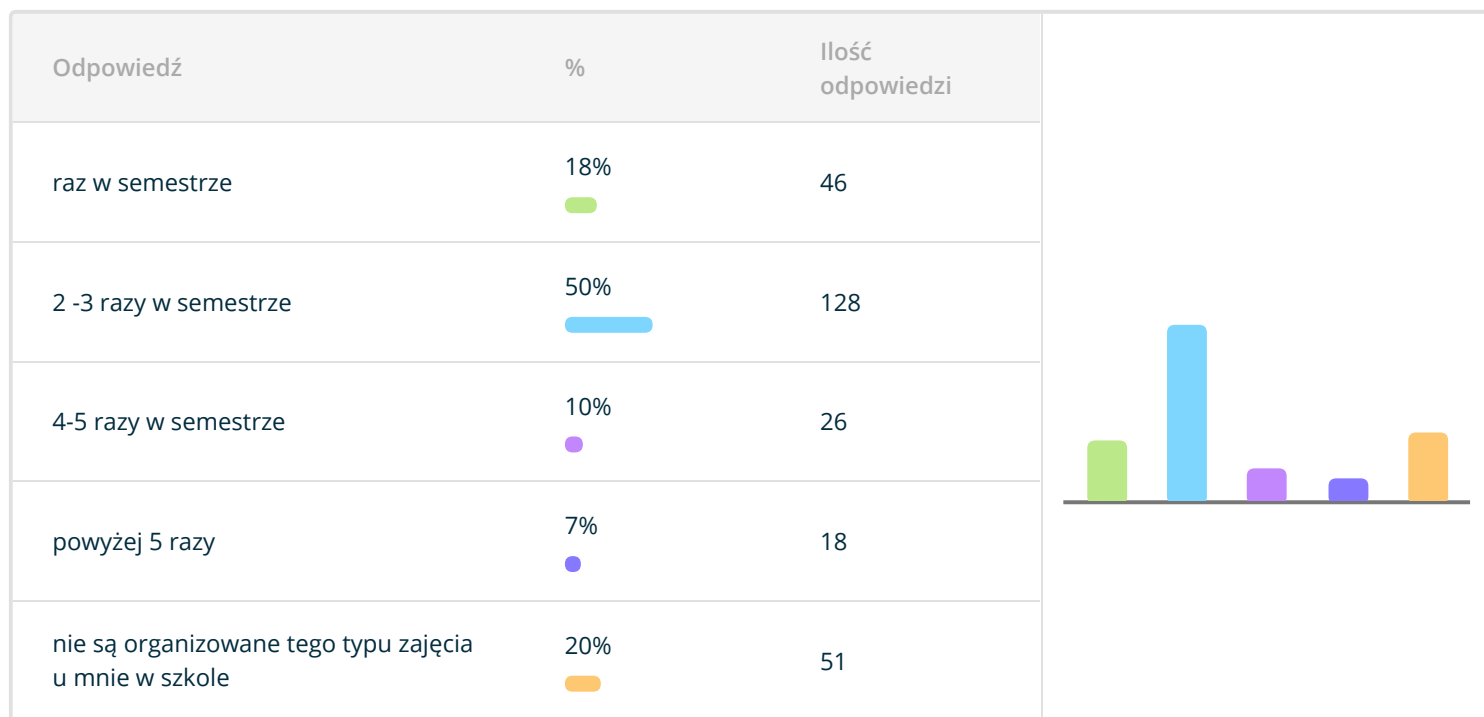 Odpowiedź % Ilość
odpowiedzi
raz w semestrze 18% 46
2 -3 razy w semestrze 50% 128
4-5 razy w semestrze 10% 26
powyżej 5 razy 7% 18
nie są organizowane tego typu zajęcia 20% 51
u mnie w szkole